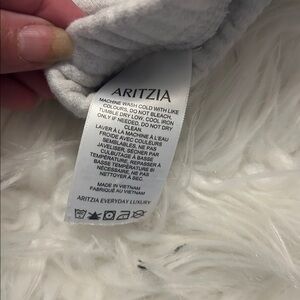 ARITZIA
MACHINE WASH COLD WITH LIKE
COLOURS, DO NOT BLEACH,
TUMBLE DRY LOW, COOL IRON
ONLY IF NEEDED, DO NOT DRY
CLEAN.
LAVER À LA MACHINE À L'EAU
FROIDE AVEC COULEURS
SEMBLABLES, NE PAS
JAVELISER, SÉCHER PAR
CULBUTAGE À BASSE
TEMPÉRATURE, REPASSER À
BASSE TEMPÉRATURE SI
NÉCESSAIRE, NE PAS
NETTOYER À SEC.
MADE IN VIETNAM
FABRIQUÉ AU VIETNAM
ARITZIA EVERYDAY LUXURY